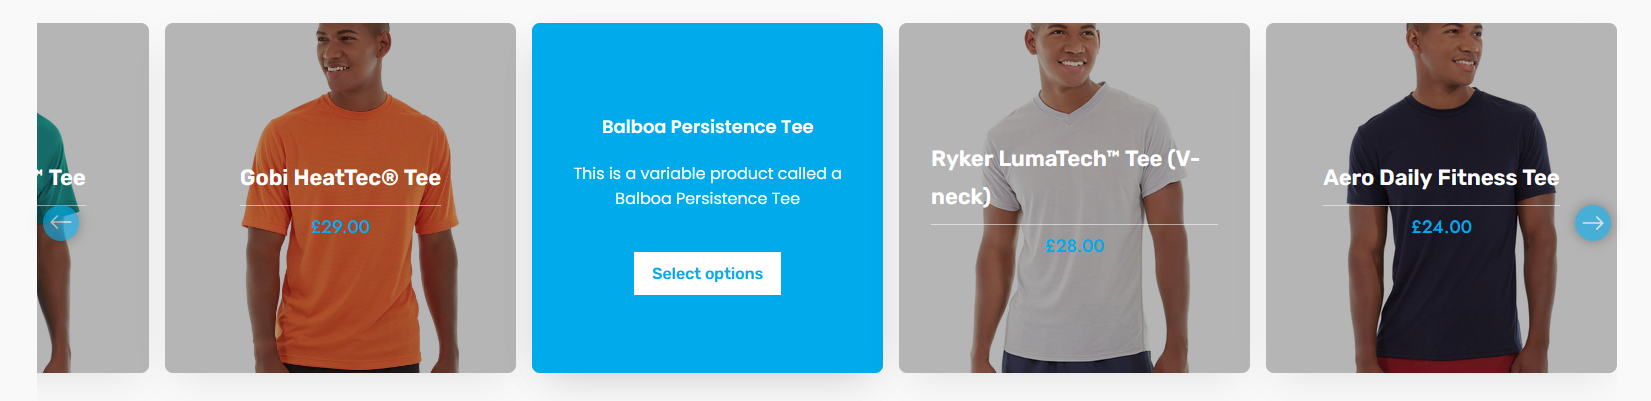 ™ Tee
Gobi HeatTec® Tee
£29.00
Balboa Persistence Tee
This is a variable product called a
Balboa Persistence Tee
Select options
Ryker LumaTech™ Tee (V-
neck)
£28.00
Aero Daily Fitness Tee
£24.00